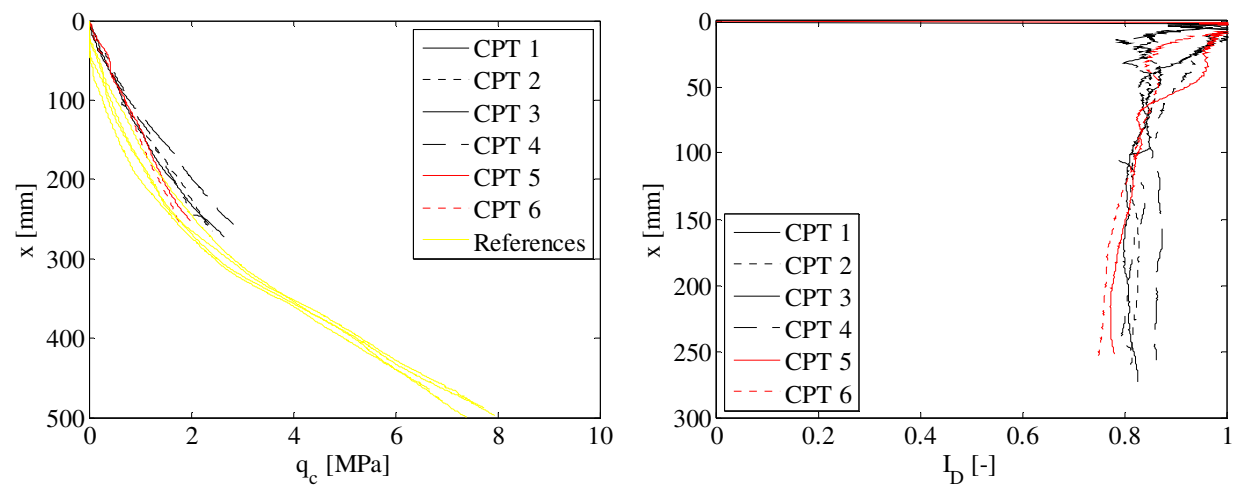 0
100
200
300
400
500
x [mm]
0
2
4
6
8
10
q_c [MPa]
CPT 1
CPT 2
CPT 3
CPT 4
CPT 5
CPT 6
References
0
50
100
150
200
250
300
x [mm]
0
0.2
0.4
0.6
0.8
1
I_D [-]
CPT 1
CPT 2
CPT 3
CPT 4
CPT 5
CPT 6